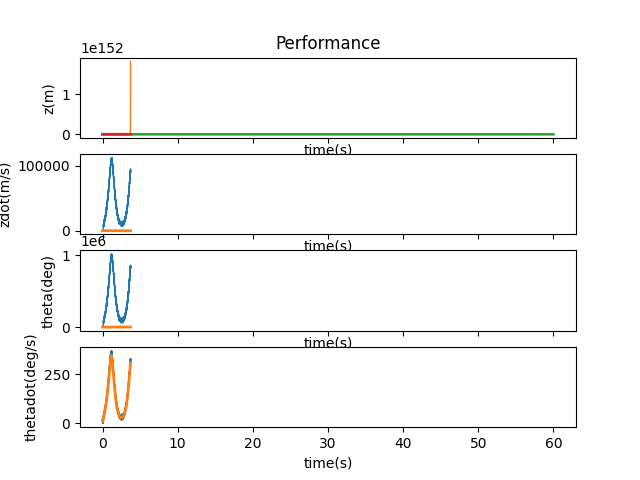 Performance
1e152
z(m)
1
0
time(s)
zdot(m/s)
100000
0
time(s)
1e6
theta(deg)
1
0
time(s)
thetadot(deg/s)
250
0
0 10 20 30 40 50 60
time(s)